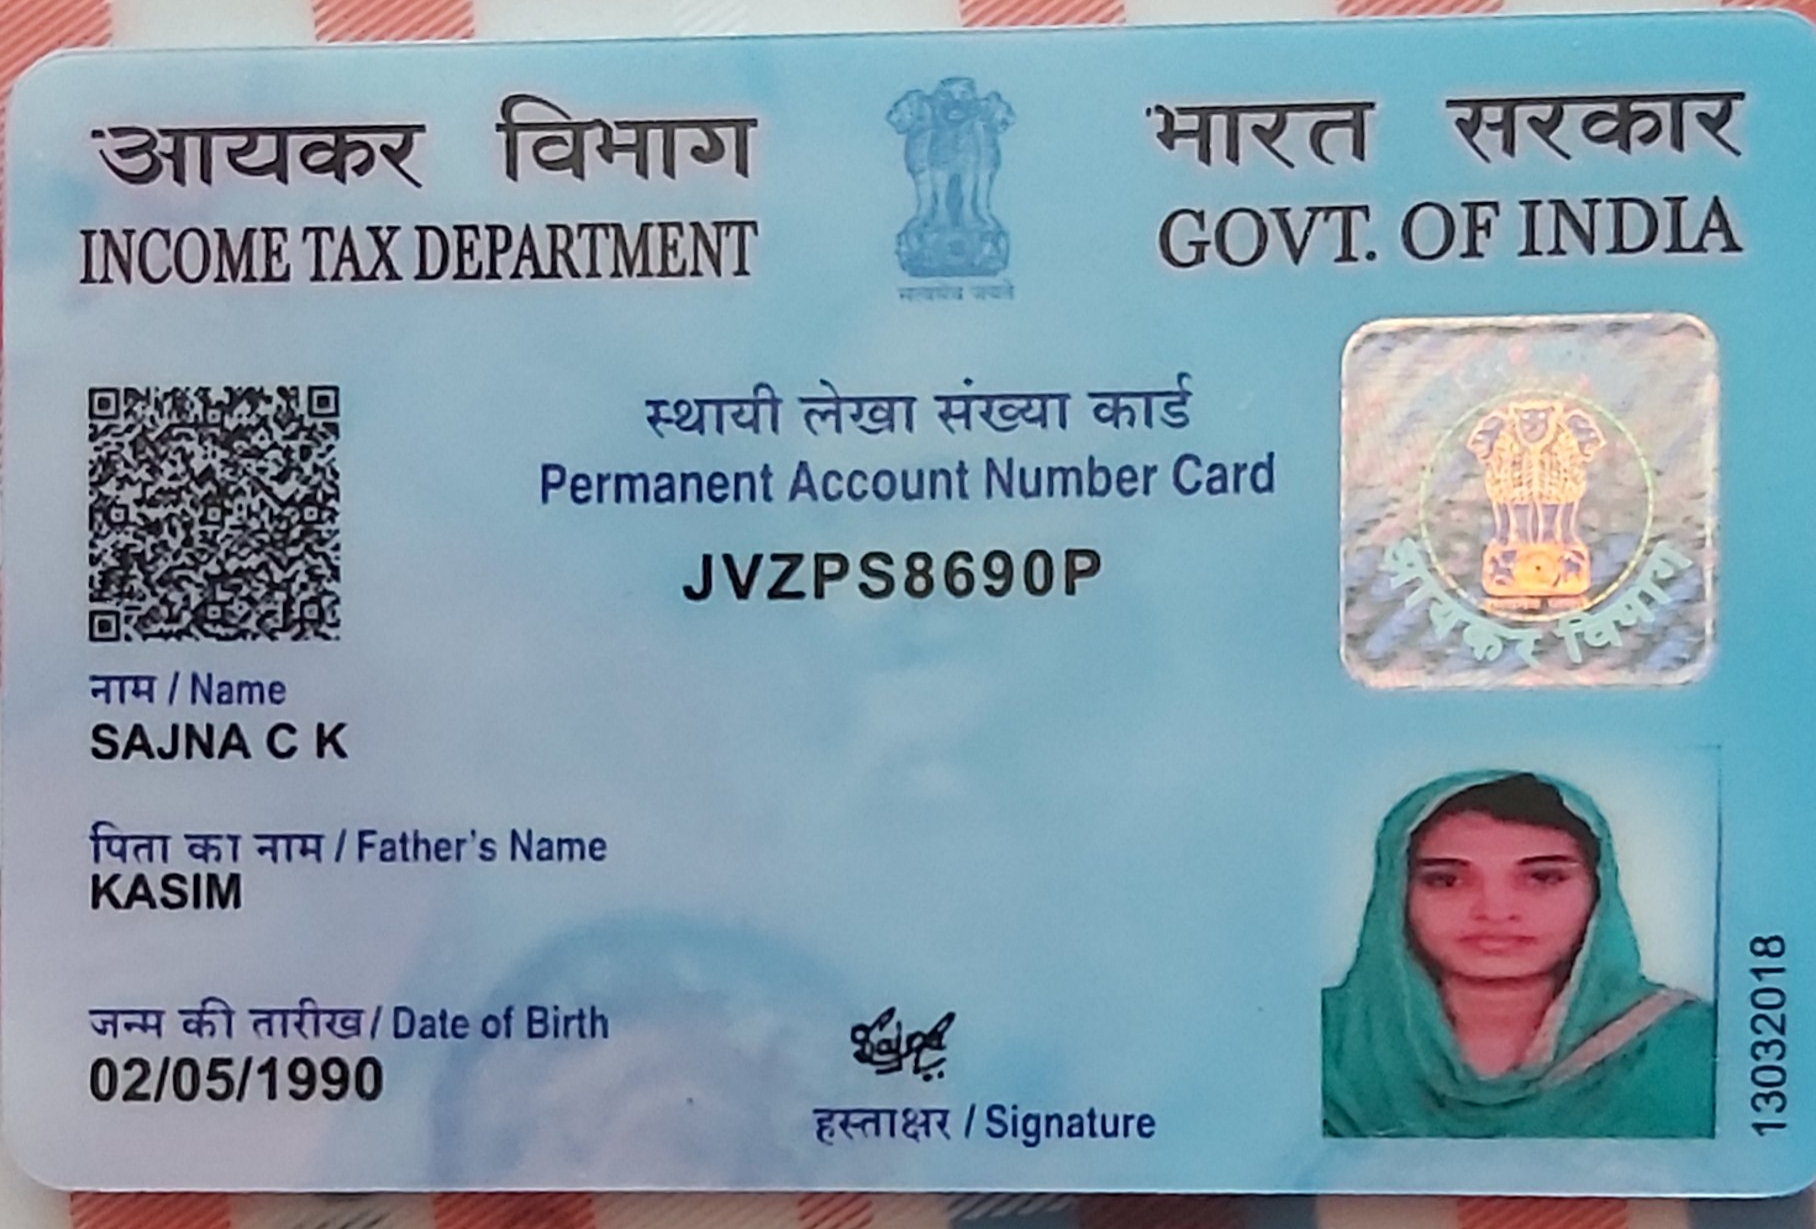 आयकर विभाग
INCOME TAX DEPARTMENT
सत्यमेव जयते
भारत सरकार
GOVT. OF INDIA
स्थायी लेखा संख्या कार्ड
Permanent Account Number Card
JVZPS8690P
आयकर विभाग
नाम / Name
SAJNA C K
पिता का नाम / Father's Name
KASIM
जन्म की तारीख / Date of Birth
02/05/1990
Sajna
हस्ताक्षर / Signature
13032018